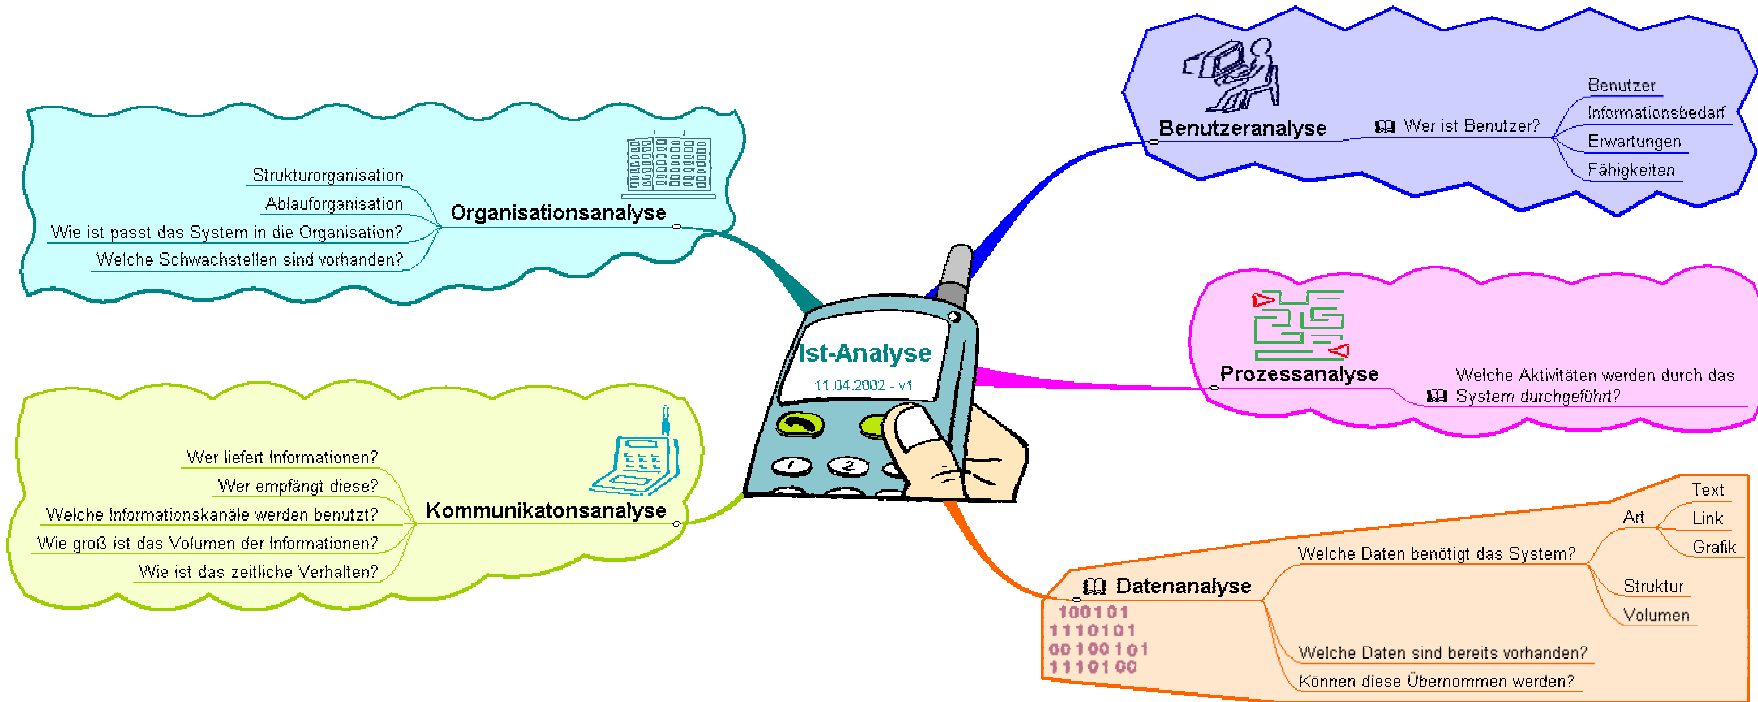 Ist-Analyse
11.04.2002 - v1
1
2
Organisationsanalyse
Strukturorganisation
Ablauforganisation
Wie ist passt das System in die Organisation?
Welche Schwachstellen sind vorhanden?
Kommunikatonsanalyse
Wer liefert Informationen?
Wer empfängt diese?
Welche Informationskanäle werden benutzt?
Wie groß ist das Volumen der Informationen?
Wie ist das zeitliche Verhalten?
Benutzeranalyse
Wer ist Benutzer?
Benutzer
Informationsbedarf
Erwartungen
Fähigkeiten
Prozessanalyse
Welche Aktivitäten werden durch das
System durchgeführt?
Datenanalyse
100101
1110101
00100101
1110100
Welche Daten benötigt das System?
Art
Text
Link
Grafik
Struktur
Volumen
Welche Daten sind bereits vorhanden?
Können diese Übernommen werden?